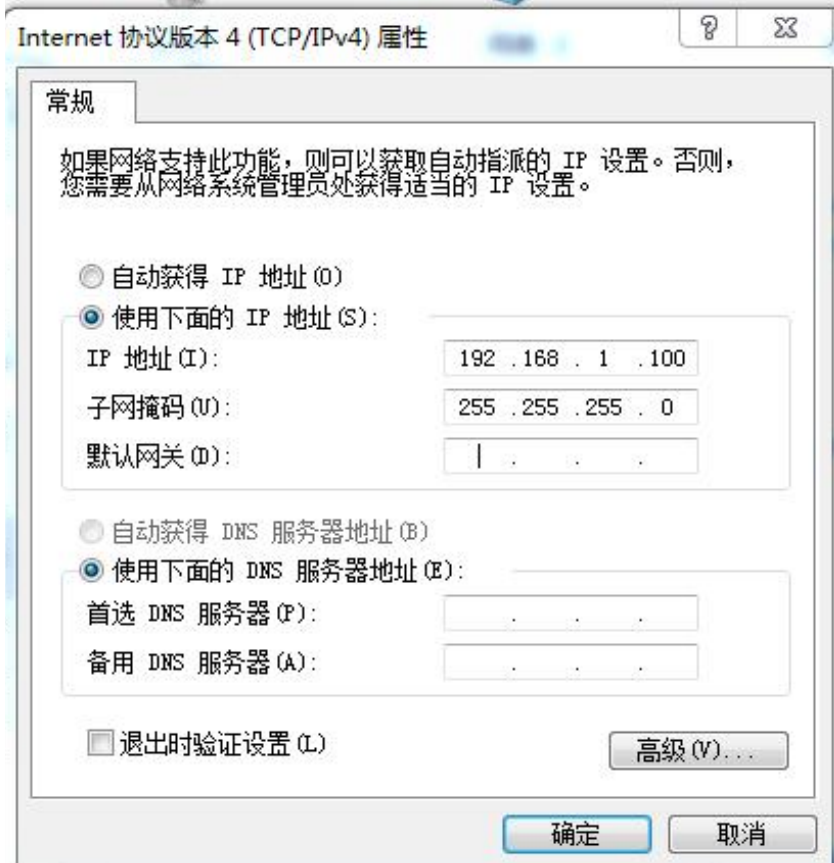 Internet 协议版本 4 (TCP/IPv4) 属性
常规
如果网络支持此功能，则可以获取自动指派的 IP 设置。否则，
您需要从网络系统管理员处获得适当的 IP 设置。
自动获得 IP 地址(O)
使用下面的 IP 地址(S):
IP 地址(I): 192 .168 . 1 .100
子网掩码(U): 255 .255 .255 . 0
默认网关(D): . . .
自动获得 DNS 服务器地址(B)
使用下面的 DNS 服务器地址(E):
首选 DNS 服务器(P): . . .
备用 DNS 服务器(A): . . .
退出时验证设置(L)
高级(V)...
确定 取消